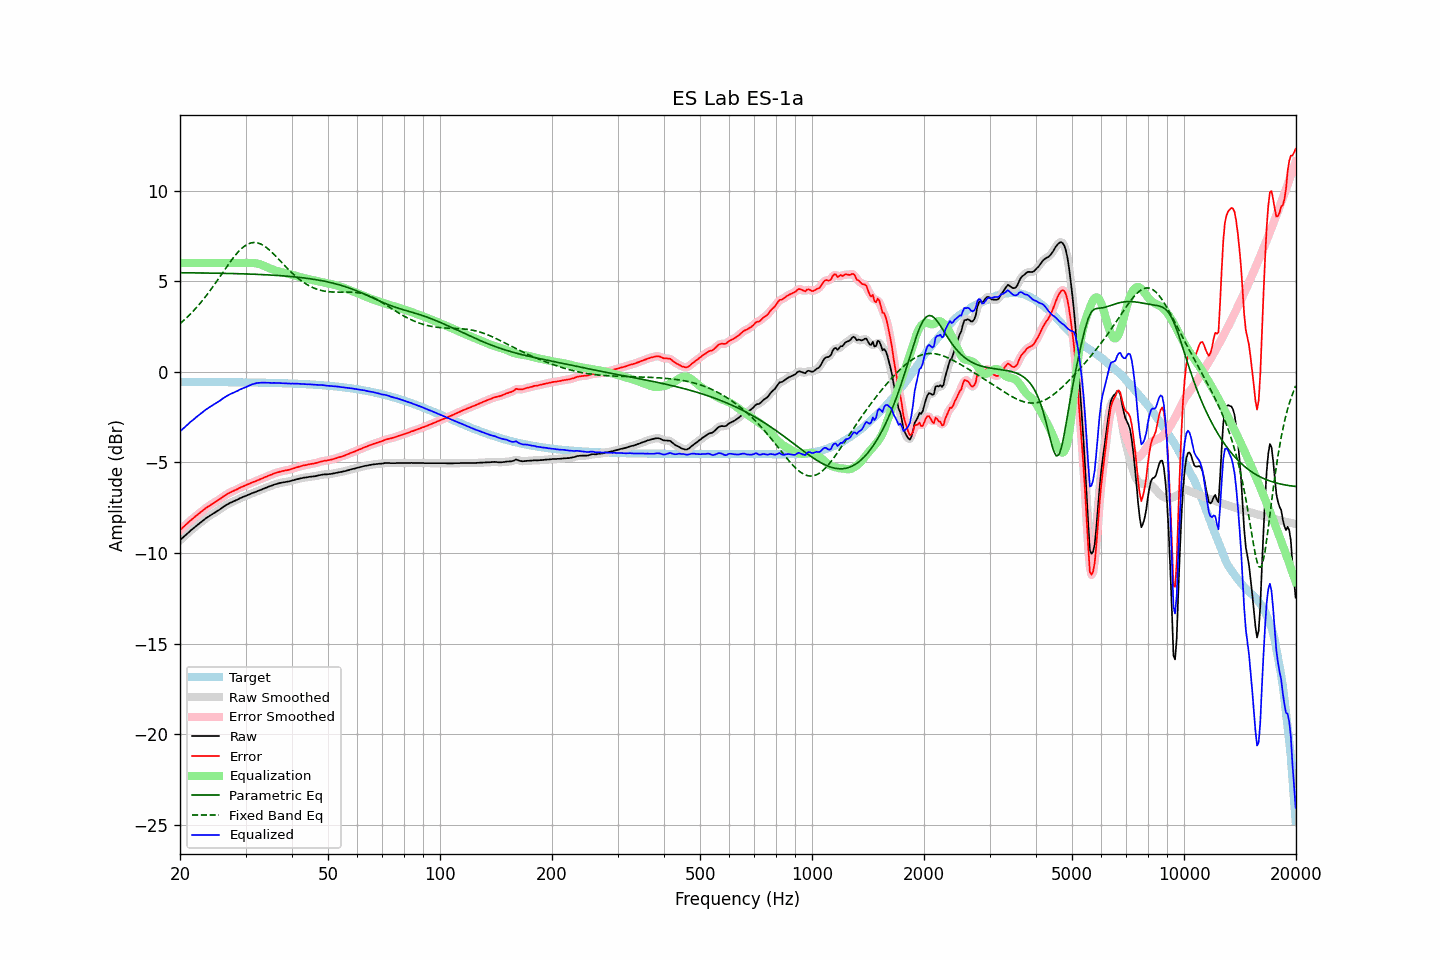 ES Lab ES-1a
Amplitude (dBr)
10
5
0
−5
−10
−15
−20
−25
Target
Raw Smoothed
Error Smoothed
Raw
Error
Equalization
Parametric Eq
Fixed Band Eq
Equalized
20 50 100 200 500 1000 2000 5000 10000 20000
Frequency (Hz)